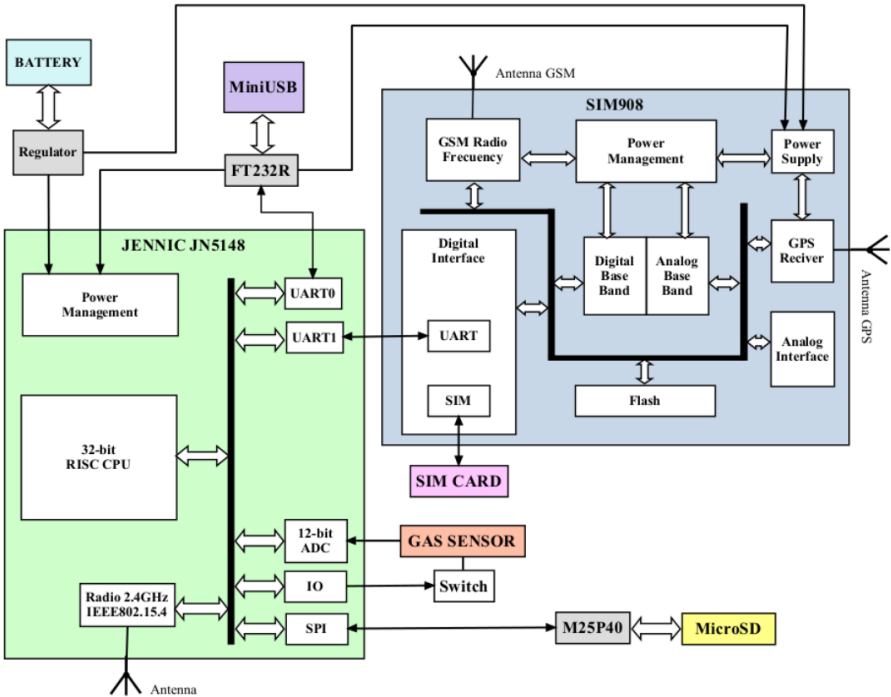 Antenna GSM
BATTERY
MiniUSB
SIM908
Regulator
FT232R
GSM Radio
Frecuency
Power
Management
Power
Supply
JENNIC JN5148
Digital
Interface
Digital
Base
Band
Analog
Base
Band
GPS
Reciver
Antenna GPS
Power
Management
UART0
UART1
UART
Analog
Interface
SIM
Flash
32-bit
RISC CPU
SIM CARD
12-bit
ADC
GAS SENSOR
IO
Switch
Radio 2.4GHz
IEEE802.15.4
SPI
M25P40
MicroSD
Antenna